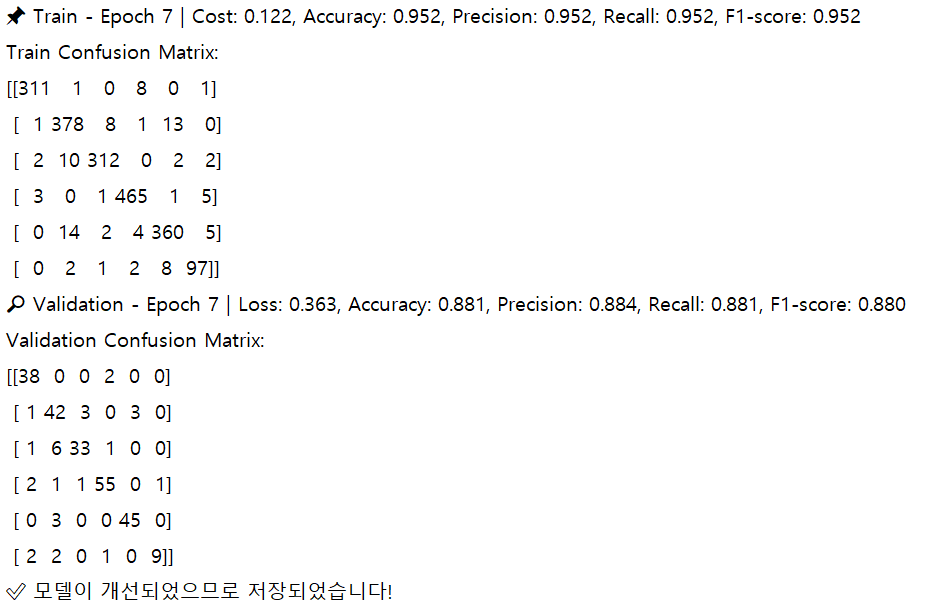 📌 Train - Epoch 7 | Cost: 0.122, Accuracy: 0.952, Precision: 0.952, Recall: 0.952, F1-score: 0.952
Train Confusion Matrix:
[[311 1 0 8 0 1]
[ 1 378 8 1 13 0]
[ 2 10 312 0 2 2]
[ 3 0 1 465 1 5]
[ 0 14 2 4 360 5]
[ 0 2 1 2 8 97]]
🔎 Validation - Epoch 7 | Loss: 0.363, Accuracy: 0.881, Precision: 0.884, Recall: 0.881, F1-score: 0.880
Validation Confusion Matrix:
[[38 0 0 2 0 0]
[ 1 42 3 0 3 0]
[ 1 6 33 1 0 0]
[ 2 1 1 55 0 1]
[ 0 3 0 0 45 0]
[ 2 2 0 1 0 9]]
✅ 모델이 개선되었으므로 저장되었습니다!